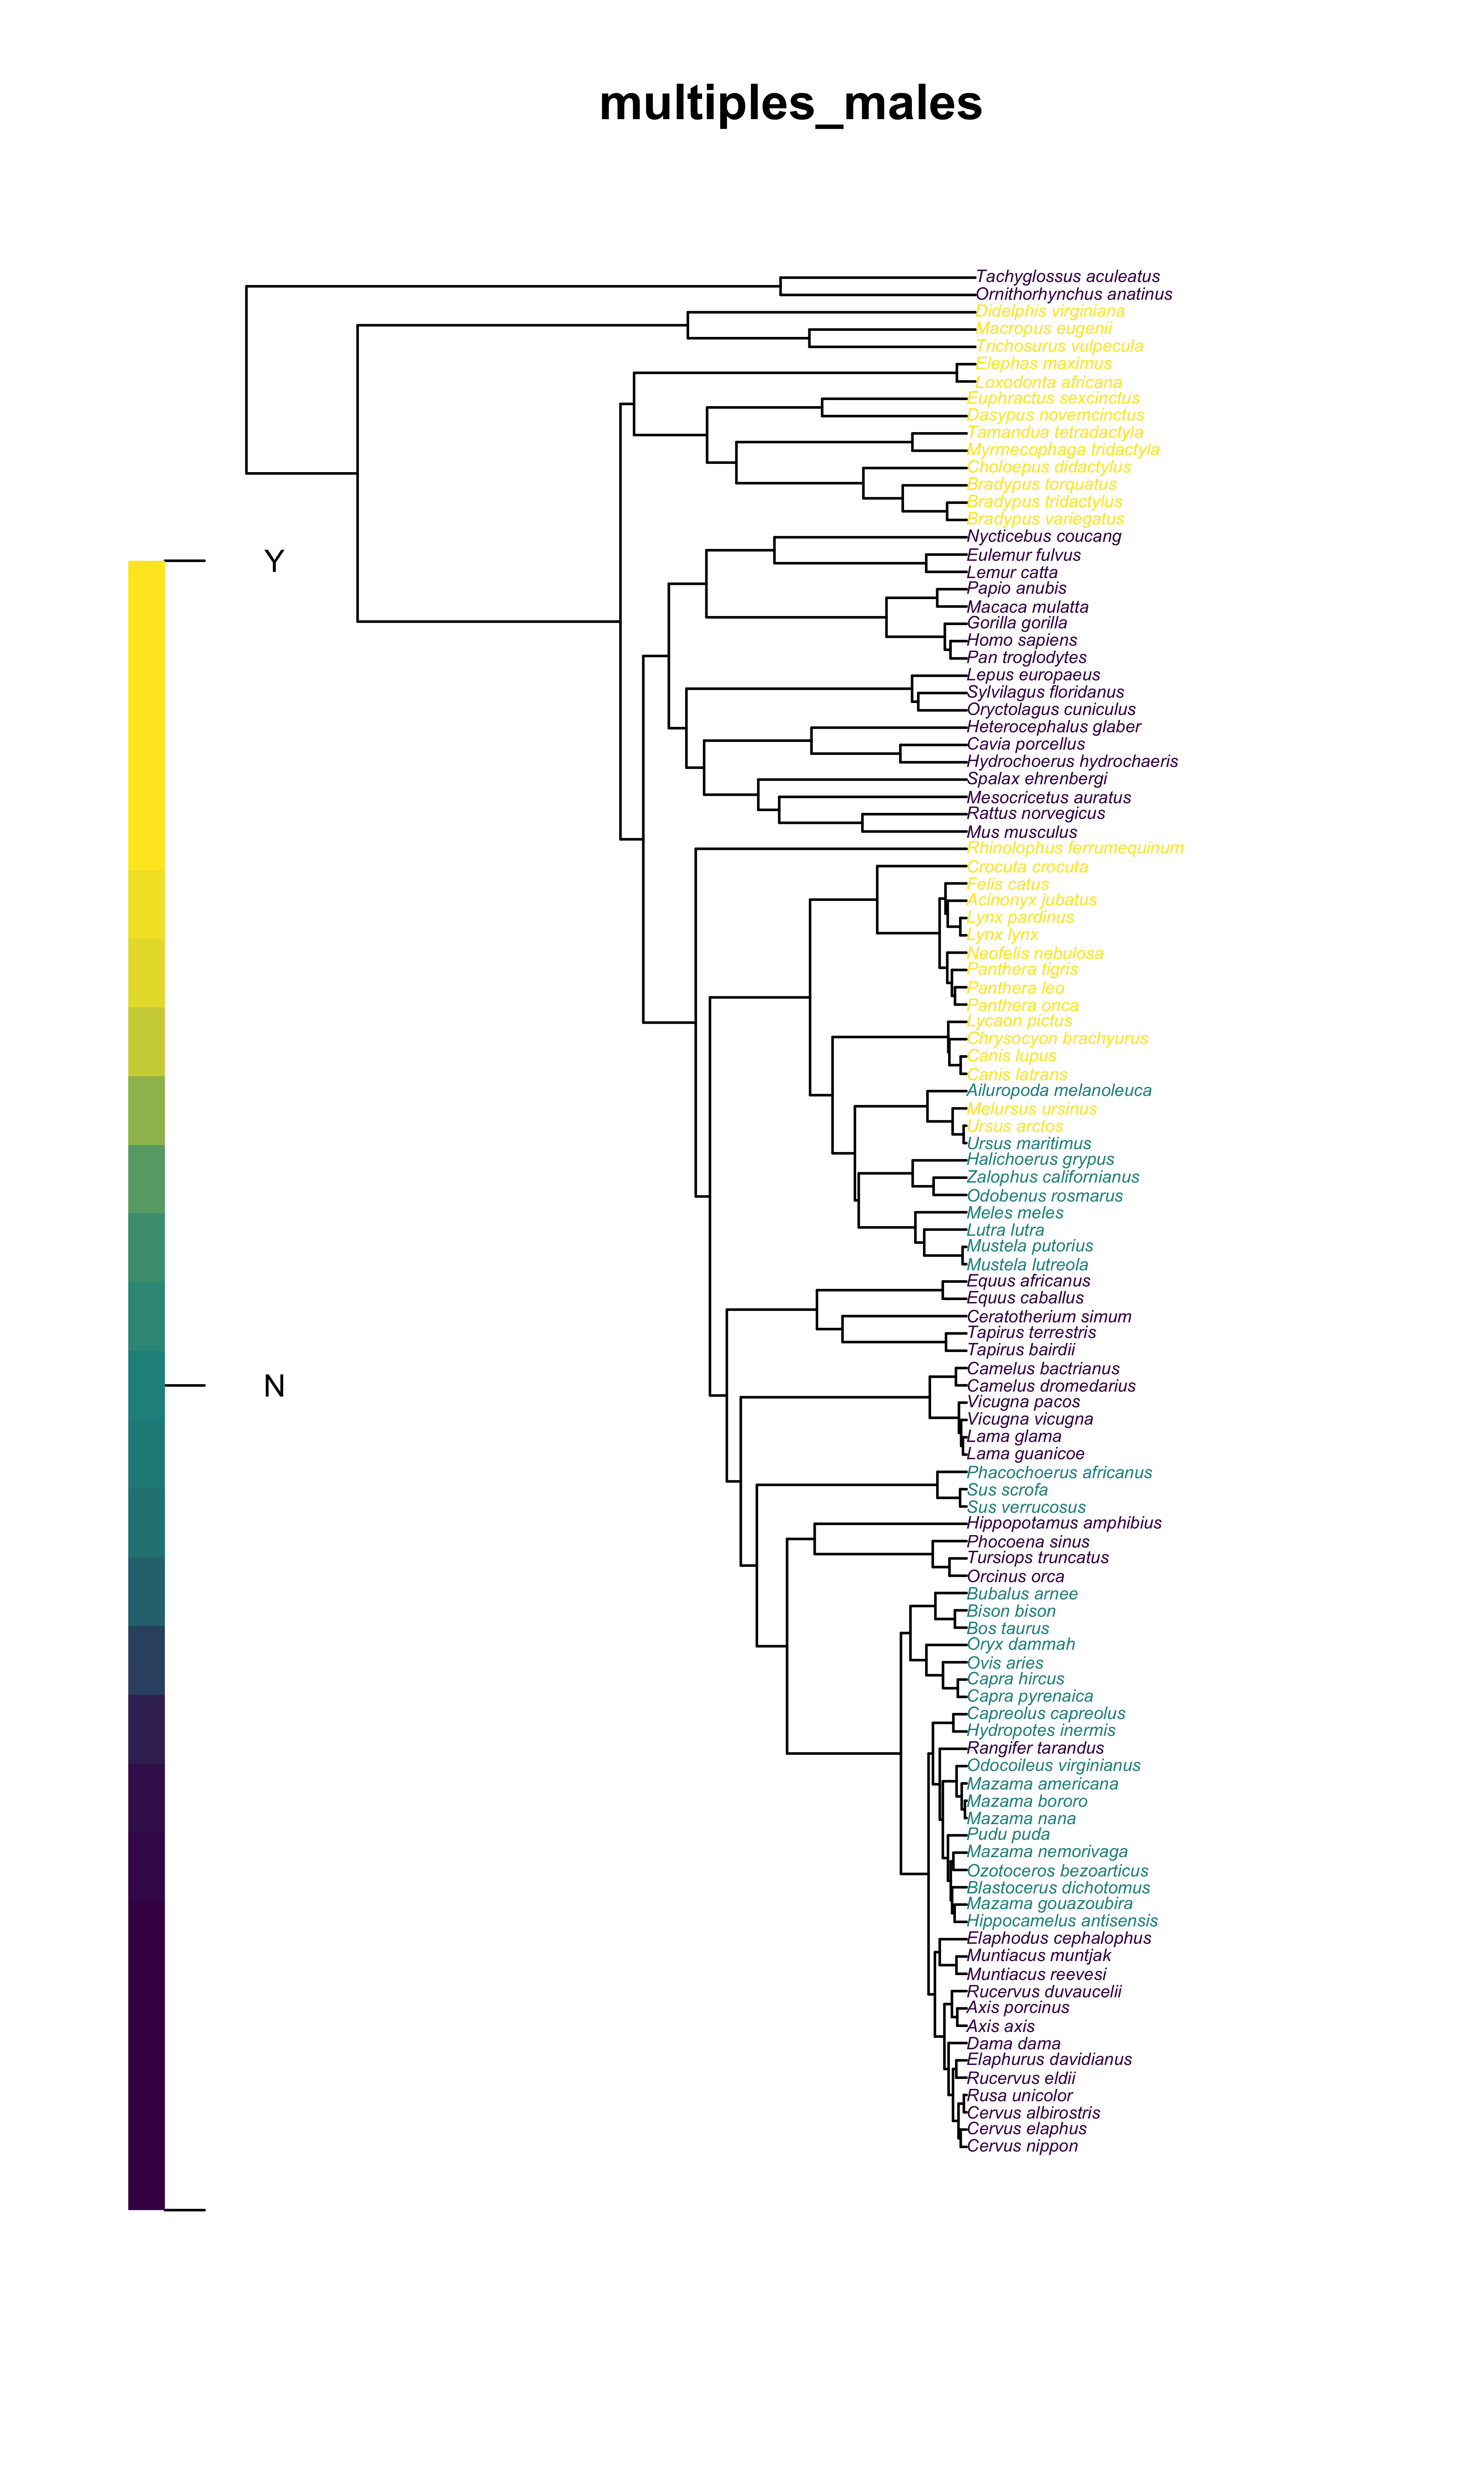 multiples_males
Tachyglossus aculeatus
Ornithorhynchus anatinus
Didelphis virginiana
Macropus eugenii
Trichosurus vulpecula
Elephas maximus
Loxodonta africana
Euphractus sexcinctus
Dasypus novemcinctus
Tamandua tetradactyla
Myrmecophaga tridactyla
Choloepus didactylus
Bradypus torquatus
Bradypus tridactylus
Bradypus variegatus
Nycticebus coucang
Eulemur fulvus
Y
Lemur catta
Papio anubis
Macaca mulatta
Gorilla gorilla
Homo sapiens
Pan troglodytes
Lepus europaeus
Sylvilagus floridanus
Oryctolagus cuniculus
Heterocephalus glaber
Cavia porcellus
Hydrochoerus hydrochaeris
Spalax ehrenbergi
Mesocricetus auratus
Rattus norvegicus
Mus musculus
Rhinolophus ferrumequinum
Crocuta crocuta
Felis catus
Acinonyx jubatus
Lynx pardinus
Lynx lynx
Neofelis nebulosa
Panthera tigris
Panthera leo
Panthera onca
Lycaon pictus
Chrysocyon brachyurus
Canis lupus
Canis latrans
Ailuropoda melanoleuca
Melursus ursinus
Ursus arctos
Ursus maritimus
Halichoerus grypus
Zalophus californianus
Odobenus rosmarus
Meles meles
Lutra lutra
Mustela putorius
Mustela lutreola
Equus africanus
Equus caballus
Ceratotherium simum
Tapirus terrestris
Tapirus bairdii
Camelus bactrianus
N
Camelus dromedarius
Vicugna pacos
Vicugna vicugna
Lama glama
Lama guanicoe
Phacochoerus africanus
Sus scrofa
Sus verrucosus
Hippopotamus amphibius
Phocoena sinus
Tursiops truncatus
Orcinus orca
Bubalus arnee
Bison bison
Bos taurus
Oryx dammah
Ovis aries
Capra hircus
Capra pyrenaica
Capreolus capreolus
Hydropotes inermis
Rangifer tarandus
Odocoileus virginianus
Mazama americana
Mazama bororo
Mazama nana
Pudu puda
Mazama nemorivaga
Ozotoceros bezoarticus
Blastocerus dichotomus
Mazama gouazoubira
Hippocamelus antisensis
Elaphodus cephalophus
Muntiacus muntjak
Muntiacus reevesi
Rucervus duvaucelii
Axis porcinus
Axis axis
Dama dama
Elaphurus davidianus
Rucervus eldii
Rusa unicolor
Cervus albirostris
Cervus elaphus
Cervus nippon